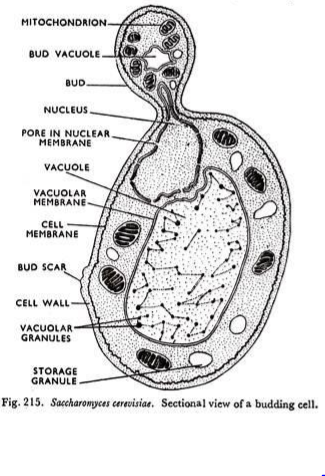 MITOCHONDRION
BUD VACUOLE
BUD
NUCLEUS
PORE IN NUCLEAR
MEMBRANE
VACUOLE
VACUOLAR
MEMBRANE
CELL
MEMBRANE
BUD SCAR
CELL WALL
VACUOLAR
GRANULES
STORAGE
GRANULE
Fig. 215. Saccharomyces cerevisiae. Sectional view of a budding cell.